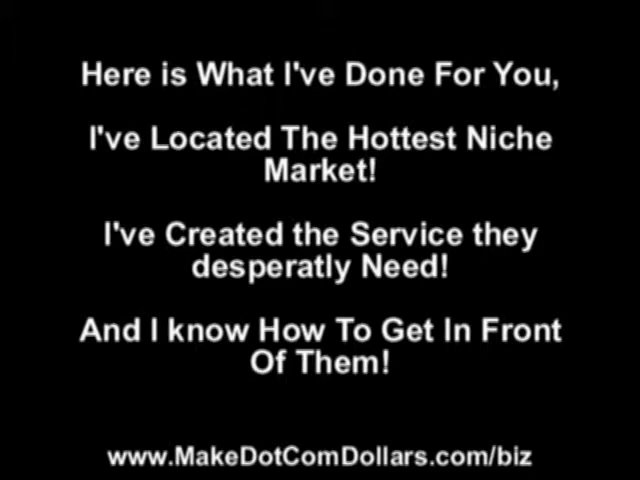 Here is What I've Done For You,
I've Located The Hottest Niche
Market!
I've Created the Service they
desperatly Need!
And I know How To Get In Front
Of Them!
www.MakeDotComDollars.com/biz